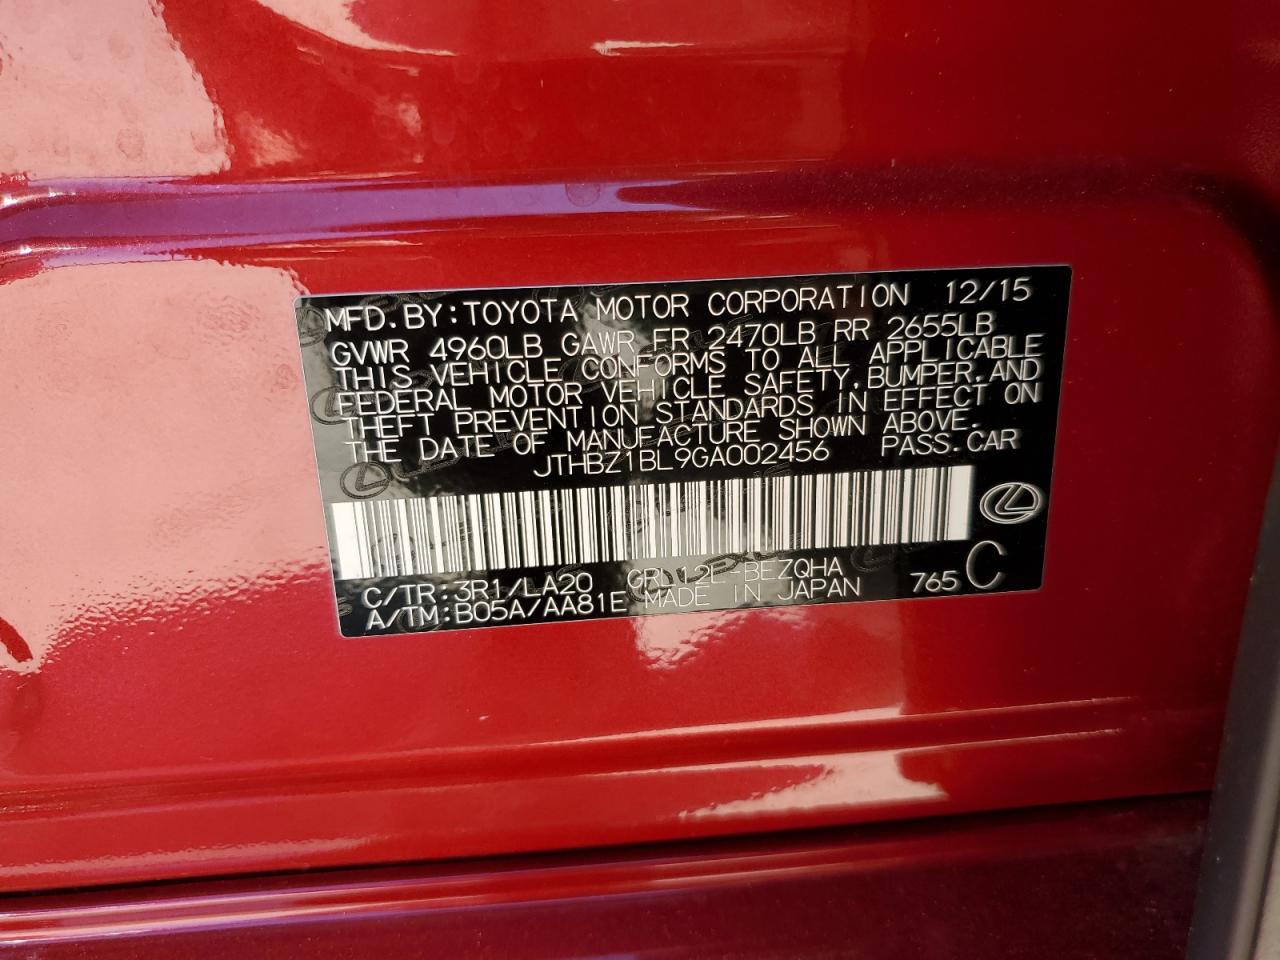 MFD. BY: TOYOTA MOTOR CORPORATION 12/15
GVWR 4960LB GAWR FR 2470LB RR 2655LB
THIS VEHICLE CONFORMS TO ALL APPLICABLE
FEDERAL MOTOR VEHICLE SAFETY, BUMPER, AND
THEFT PREVENTION STANDARDS IN EFFECT ON
THE DATE OF MANUFACTURE SHOWN ABOVE.
JTHBZ1BL9GA002456 PASS. CAR
C/TR: 3R1/LA20 GRL12L-BEZQHA
A/TM: B05A/AA81E MADE IN JAPAN 765 C